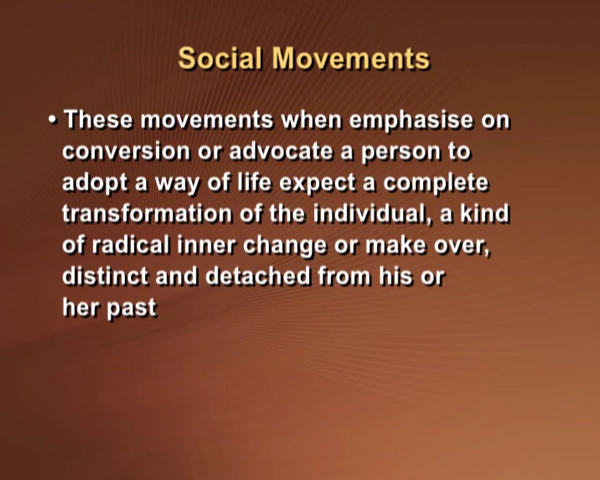 Social Movements
• These movements when emphasise on
conversion or advocate a person to
adopt a way of life expect a complete
transformation of the individual, a kind
of radical inner change or make over,
distinct and detached from his or
her past